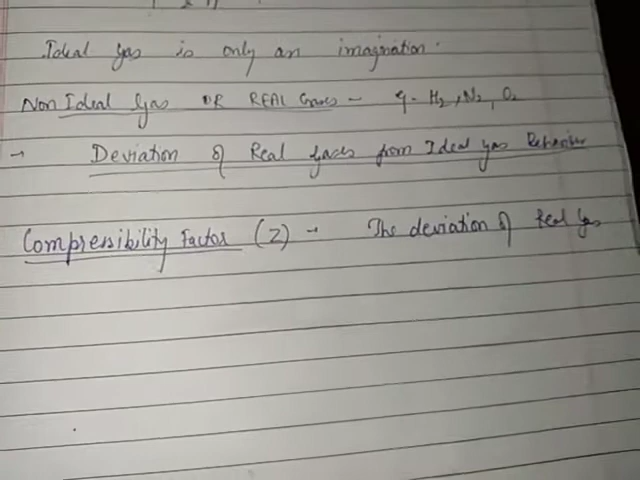 Ideal gas is only an imagination.
Non Ideal Gas OR REAL Gases - eg - H2, N2, O2
→ Deviation of Real gases from Ideal gas Behavior
Compressibility Factor (Z) → The deviation of Real gas